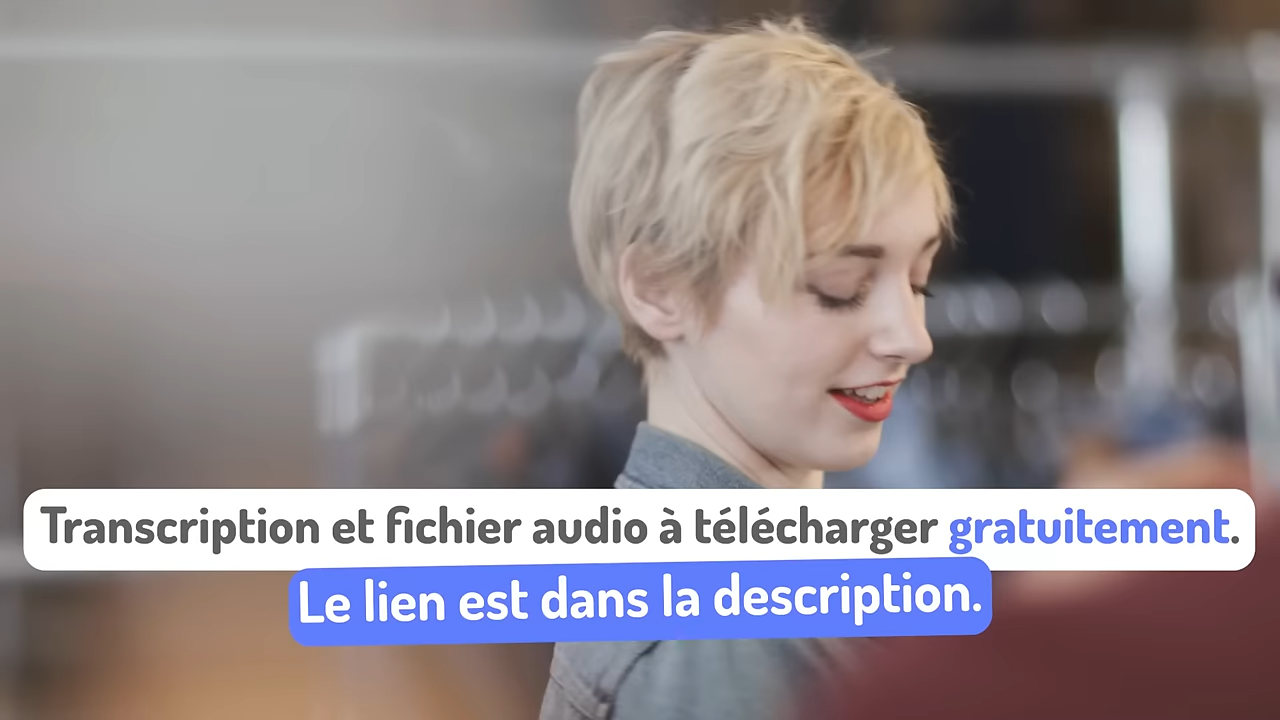 Transcription et fichier audio à télécharger gratuitement.
Le lien est dans la description.